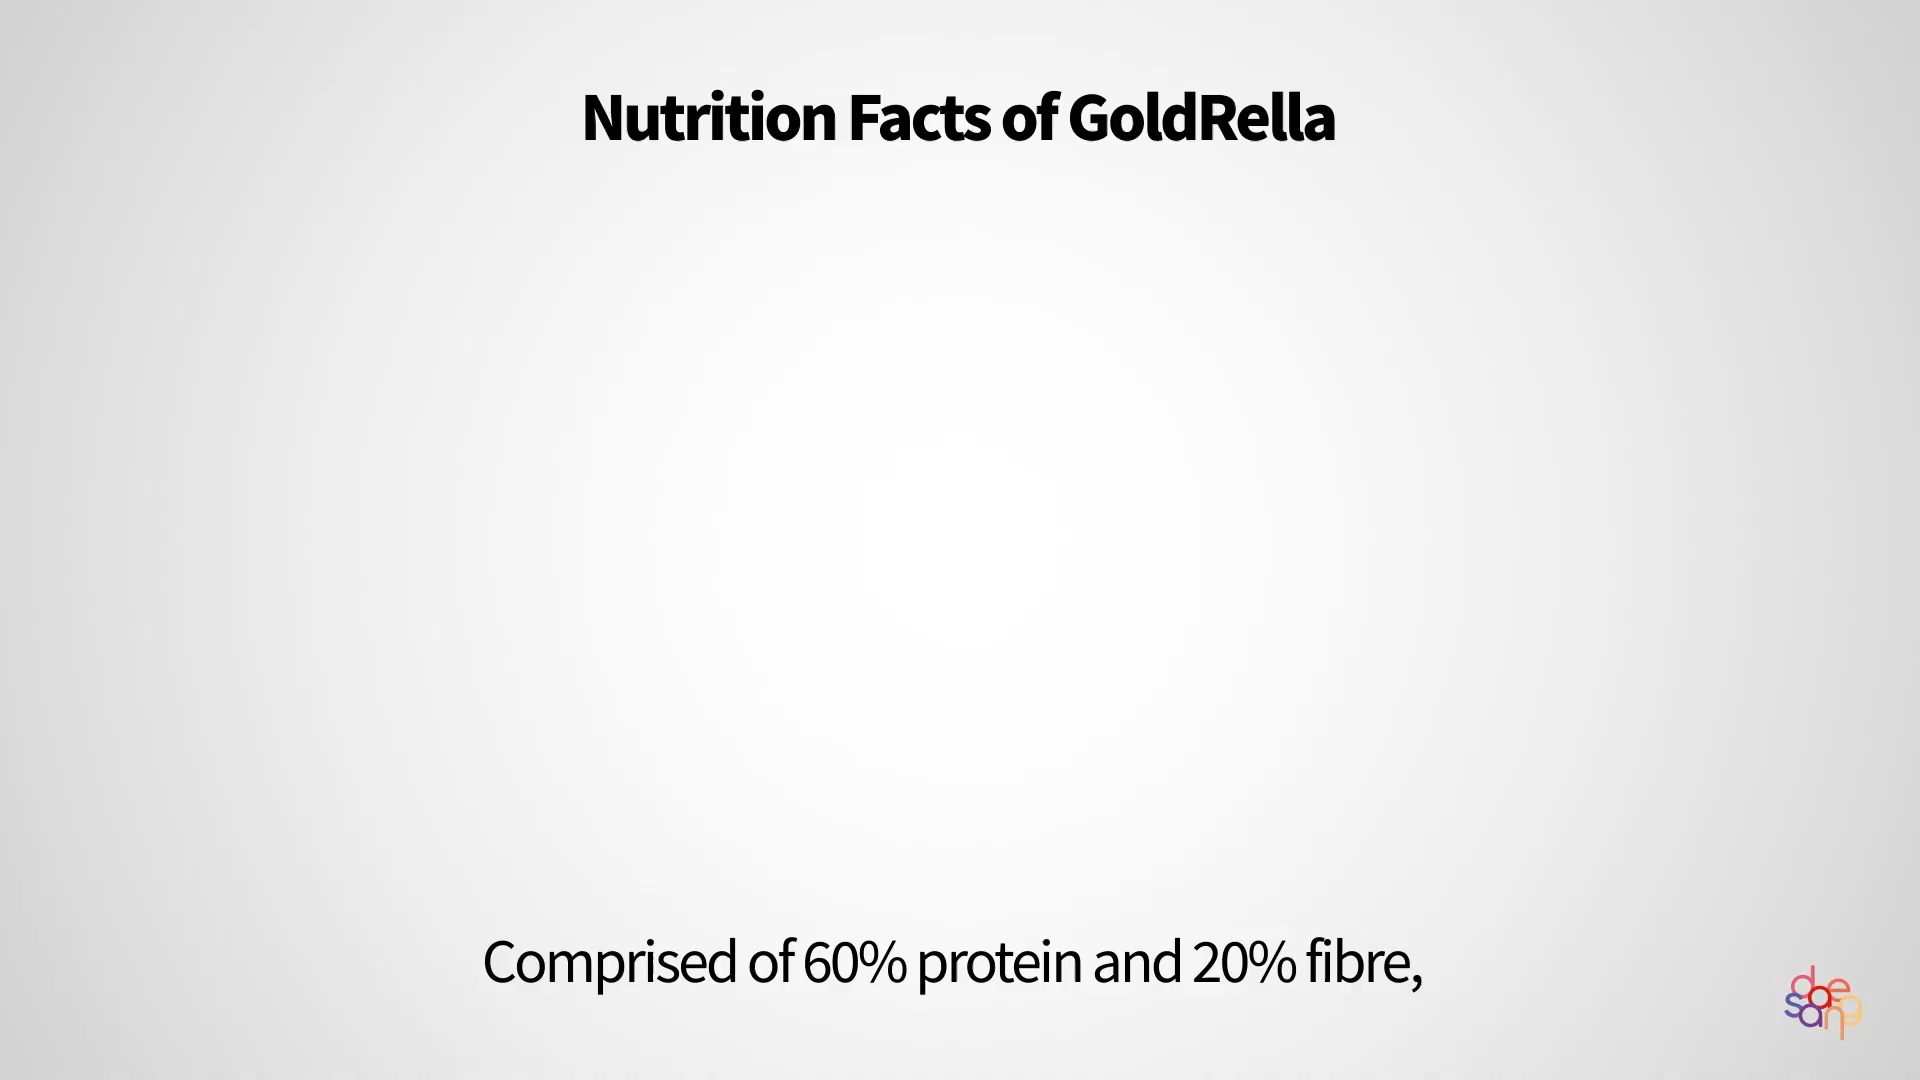 Nutrition Facts of GoldRella
Comprised of 60% protein and 20% fibre,